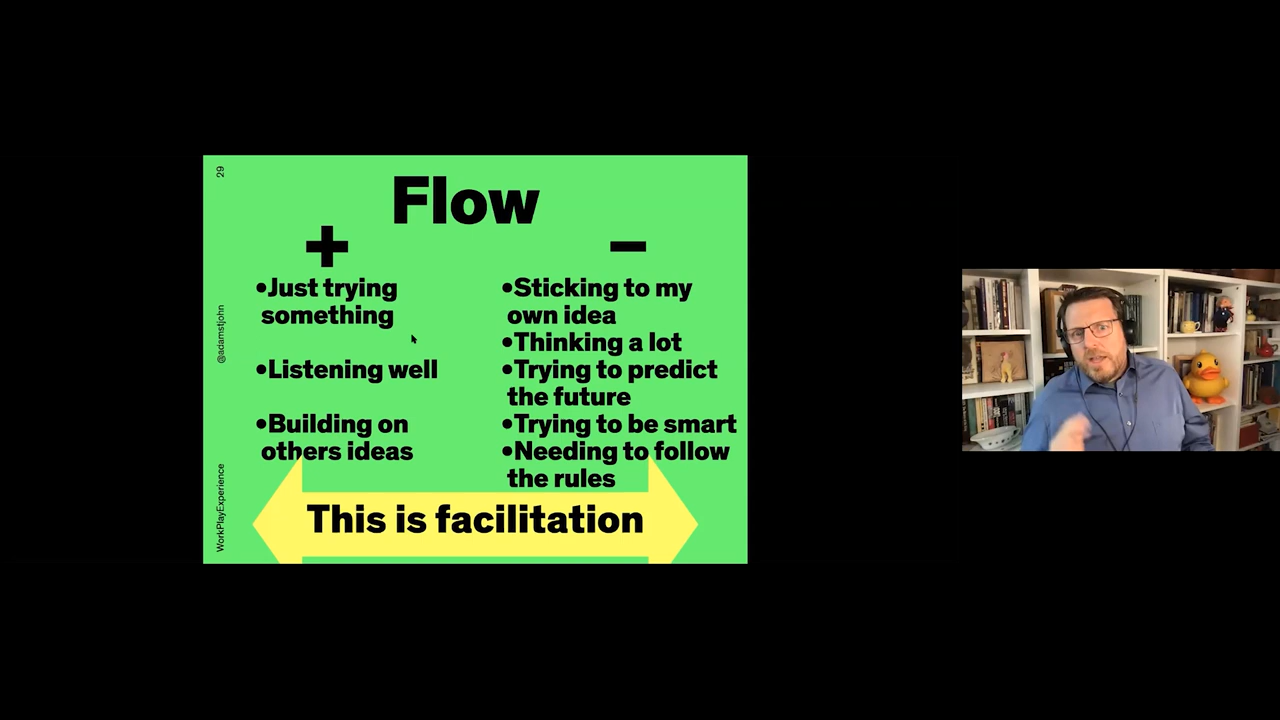 29
@adamstjohn
WorkPlayExperience
Flow
+
–
•Just trying
something
•Listening well
•Building on
others ideas
•Sticking to my
own idea
•Thinking a lot
•Trying to predict
the future
•Trying to be smart
•Needing to follow
the rules
This is facilitation